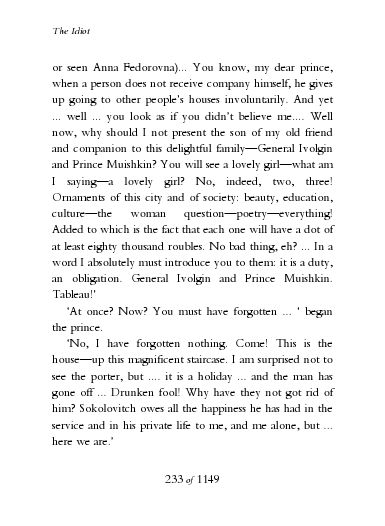 The Idiot
or seen Anna Fedorovna)... You know, my dear prince,
when a person does not receive company himself, he gives
up going to other people's houses involuntarily. And yet
... well ... you look as if you didn't believe me.... Well
now, why should I not present the son of my old friend
and companion to this delightful family—General Ivolgin
and Prince Muishkin? You will see a lovely girl—what am
I saying—a lovely girl? No, indeed, two, three!
Ornaments of this city and of society: beauty, education,
culture—the woman question—poetry—everything!
Added to which is the fact that each one will have a dot of
at least eighty thousand roubles. No bad thing, eh? ... In a
word I absolutely must introduce you to them: it is a duty,
an obligation. General Ivolgin and Prince Muishkin.
Tableau!'
'At once? Now? You must have forgotten ... ' began
the prince.
'No, I have forgotten nothing. Come! This is the
house—up this magnificent staircase. I am surprised not to
see the porter, but .... it is a holiday ... and the man has
gone off ... Drunken fool! Why have they not got rid of
him? Sokolovitch owes all the happiness he has had in the
service and in his private life to me, and me alone, but ...
here we are.'
233 of 1149